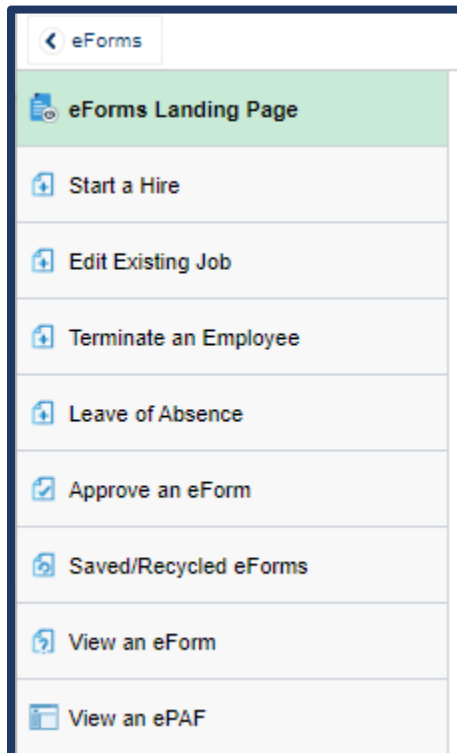 eForms
eForms Landing Page
Start a Hire
Edit Existing Job
Terminate an Employee
Leave of Absence
Approve an eForm
Saved/Recycled eForms
View an eForm
View an ePAF